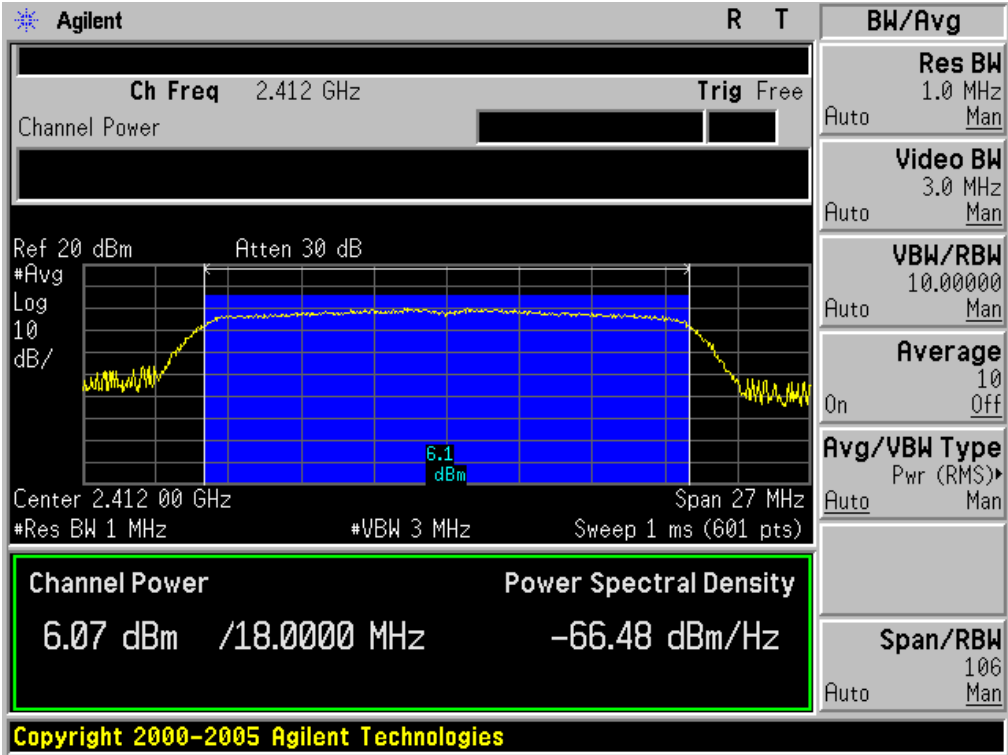 Agilent R T
Ch Freq 2.412 GHz Trig Free
Channel Power
Ref 20 dBm Atten 30 dB
#Avg
Log
10
dB/
6.1
dBm
Center 2.412 00 GHz Span 27 MHz
#Res BW 1 MHz #VBW 3 MHz Sweep 1 ms (601 pts)
Channel Power Power Spectral Density
6.07 dBm /18.0000 MHz -66.48 dBm/Hz
Copyright 2000-2005 Agilent Technologies
BW/Avg
Res BW
1.0 MHz
Auto Man
Video BW
3.0 MHz
Auto Man
VBW/RBW
10.00000
Auto Man
Average
10
On Off
Avg/VBW Type
Pwr (RMS)▸
Auto Man
Span/RBW
106
Auto Man